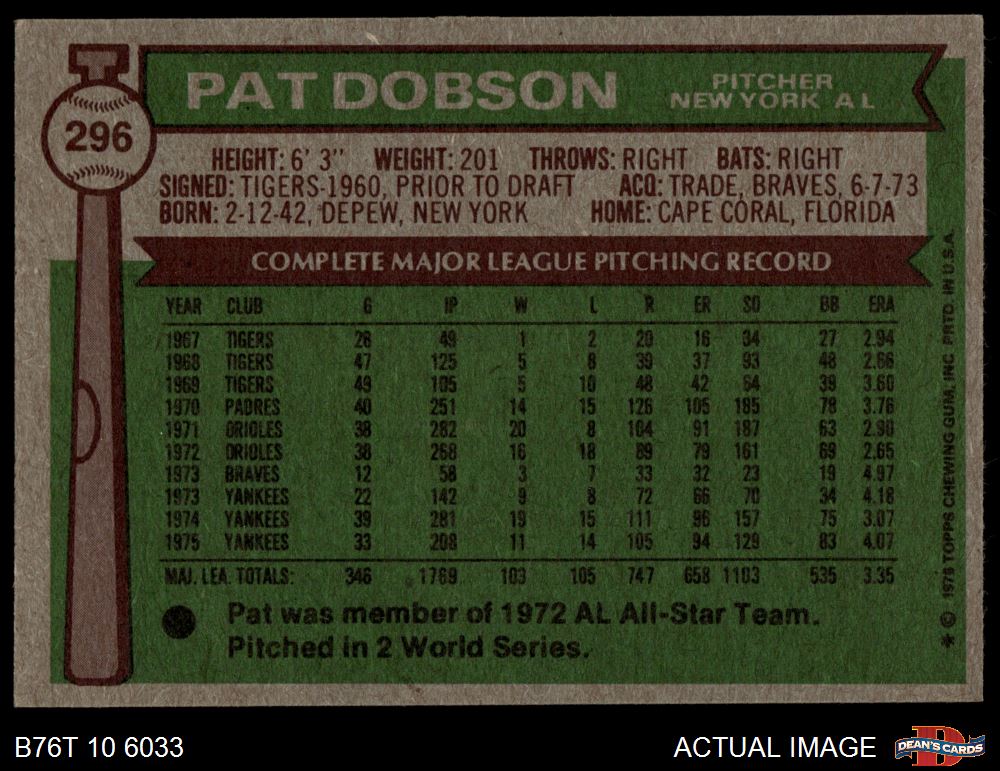 PAT DOBSON
PITCHER
NEW YORK A L
296
HEIGHT: 6' 3" WEIGHT: 201 THROWS: RIGHT BATS: RIGHT
SIGNED: TIGERS-1960, PRIOR TO DRAFT ACQ: TRADE, BRAVES, 6-7-73
BORN: 2-12-42, DEPEW, NEW YORK HOME: CAPE CORAL, FLORIDA
COMPLETE MAJOR LEAGUE PITCHING RECORD
YEAR CLUB G IP W L R ER SO BB ERA
1967 TIGERS 28 49 1 2 20 16 34 27 2.94
1968 TIGERS 47 125 5 8 39 37 93 48 2.66
1969 TIGERS 49 105 5 10 48 42 64 39 3.60
1970 PADRES 40 251 14 15 126 105 185 78 3.76
1971 ORIOLES 38 282 20 8 104 91 187 63 2.90
1972 ORIOLES 38 268 16 18 89 79 161 69 2.65
1973 BRAVES 12 58 3 7 33 32 23 19 4.97
1973 YANKEES 22 142 9 8 72 66 70 34 4.18
1974 YANKEES 39 281 19 15 111 96 157 75 3.07
1975 YANKEES 33 208 11 14 105 94 129 83 4.07
MAJ. LEA. TOTALS: 346 1769 103 105 747 658 1103 535 3.35
Pat was member of 1972 AL All-Star Team.
Pitched in 2 World Series.
* © 1976 TOPPS CHEWING GUM, INC PRTD. IN U.S.A.
B76T 10 6033
ACTUAL IMAGE
DEAN'S CARDS